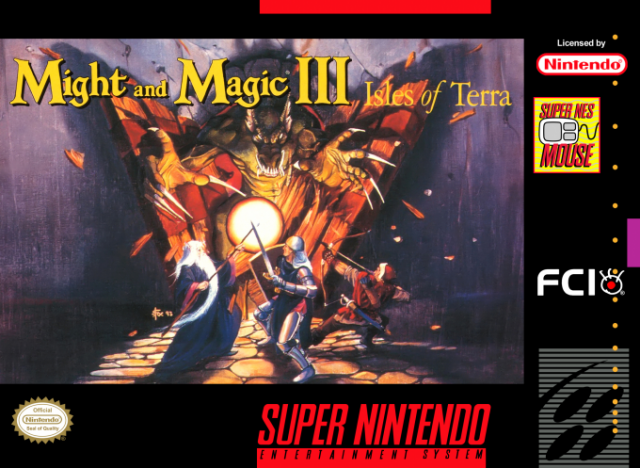 Might and Magic III Isles of Terra
Licensed by
Nintendo
SUPER NES
MOUSE
FCI
Official
Nintendo
Seal of Quality
SUPER NINTENDO
ENTERTAINMENT SYSTEM